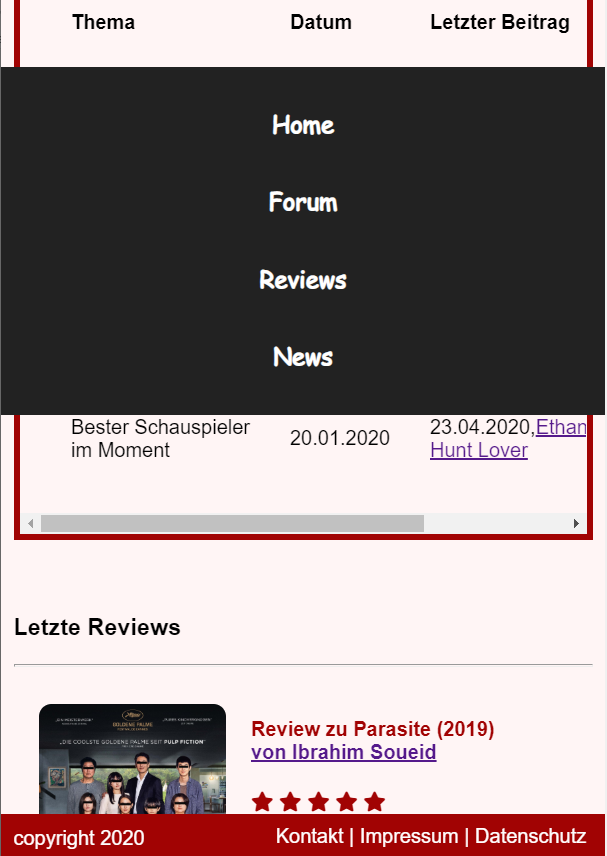 Thema Datum Letzter Beitrag
Home
Forum
Reviews
News
Bester Schauspieler
im Moment
20.01.2020
23.04.2020,Ethan
Hunt Lover
Letzte Reviews
GOLDENE PALME
„DIE COOLSTE GOLDENE PALME SEIT PULP FICTION"
Review zu Parasite (2019)
von Ibrahim Soueid
copyright 2020
Kontakt | Impressum | Datenschutz